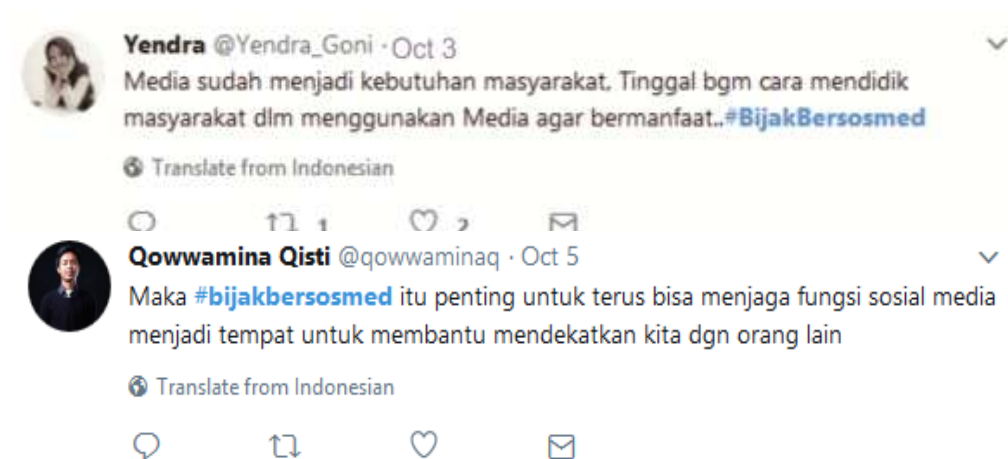 Yendra @Yendra_Goni · Oct 3
Media sudah menjadi kebutuhan masyarakat. Tinggal bgm cara mendidik
masyarakat dlm menggunakan Media agar bermanfaat..#BijakBersosmed
Translate from Indonesian
1 2
Qowwamina Qisti @qowwaminaq · Oct 5
Maka #bijakbersosmed itu penting untuk terus bisa menjaga fungsi sosial media
menjadi tempat untuk membantu mendekatkan kita dgn orang lain
Translate from Indonesian